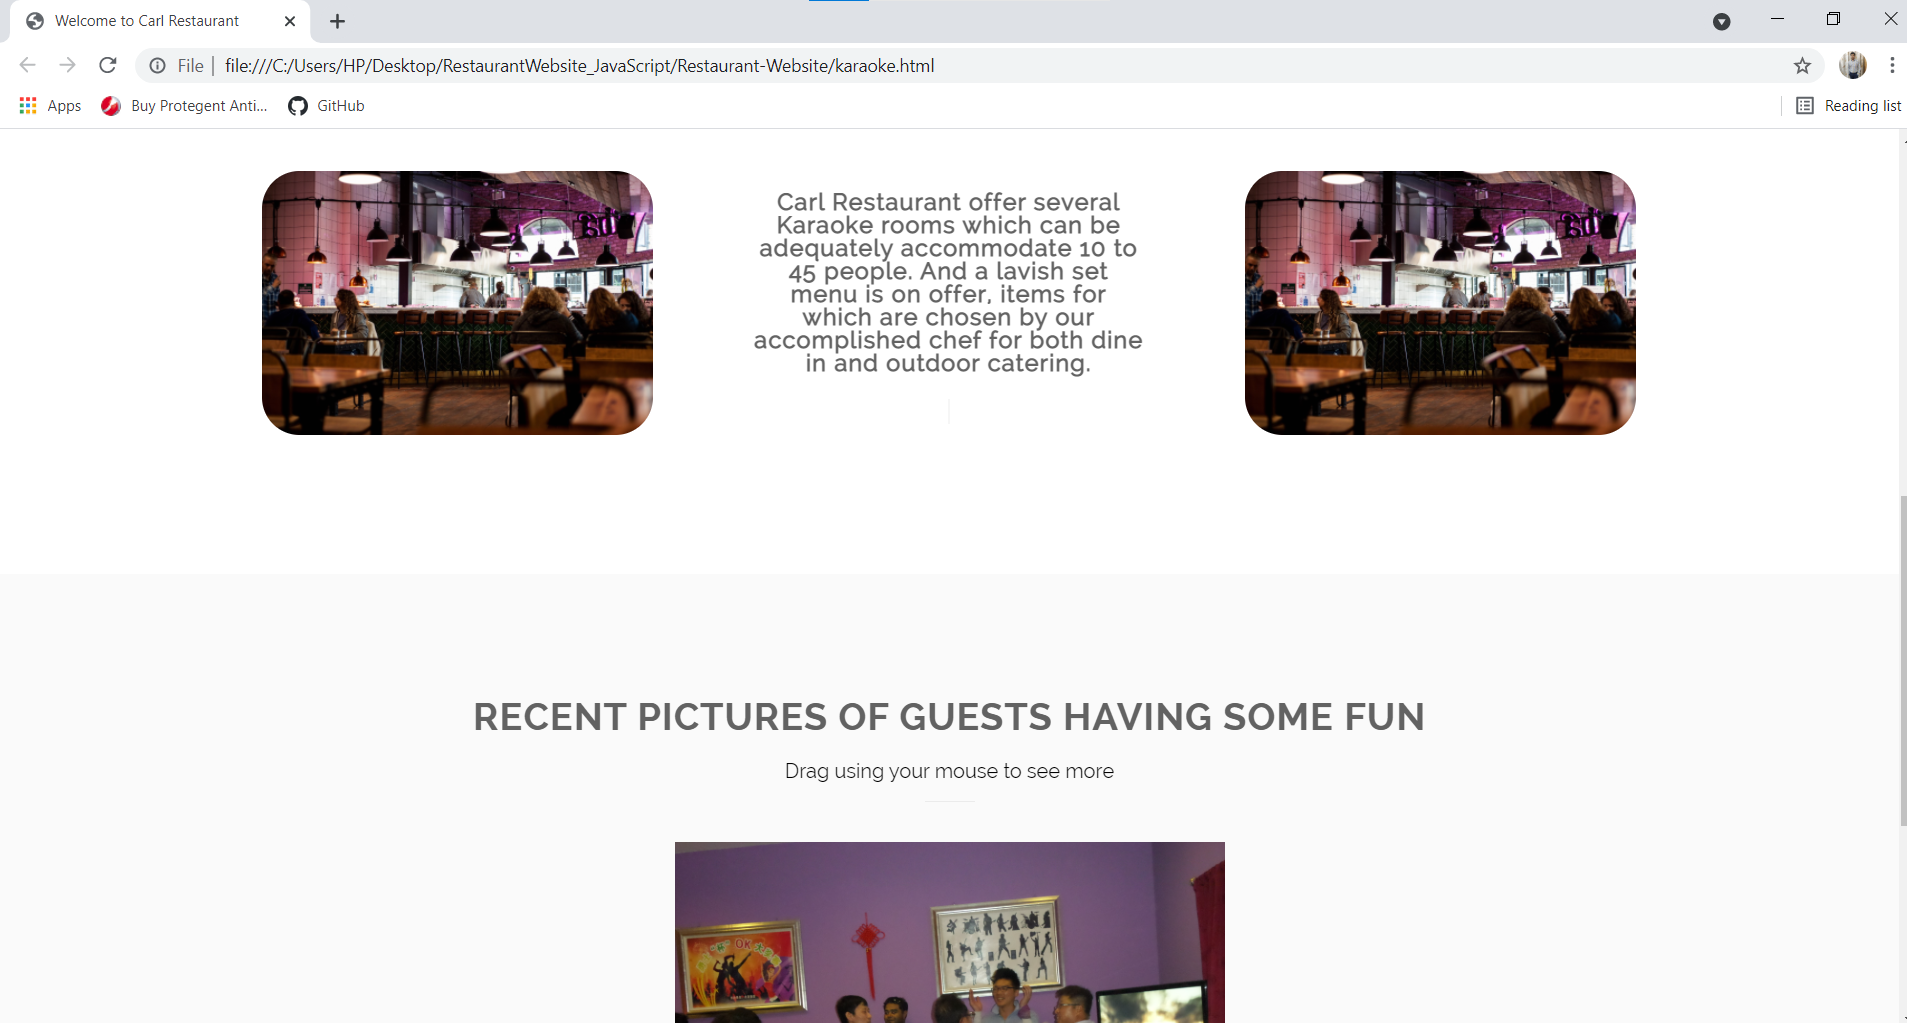 Welcome to Carl Restaurant
File | file:///C:/Users/HP/Desktop/RestaurantWebsite_JavaScript/Restaurant-Website/karaoke.html
Apps Buy Protegent Anti... GitHub Reading list
Carl Restaurant offer several
Karaoke rooms which can be
adequately accommodate 10 to
45 people. And a lavish set
menu is on offer, items for
which are chosen by our
accomplished chef for both dine
in and outdoor catering.
RECENT PICTURES OF GUESTS HAVING SOME FUN
Drag using your mouse to see more
OK